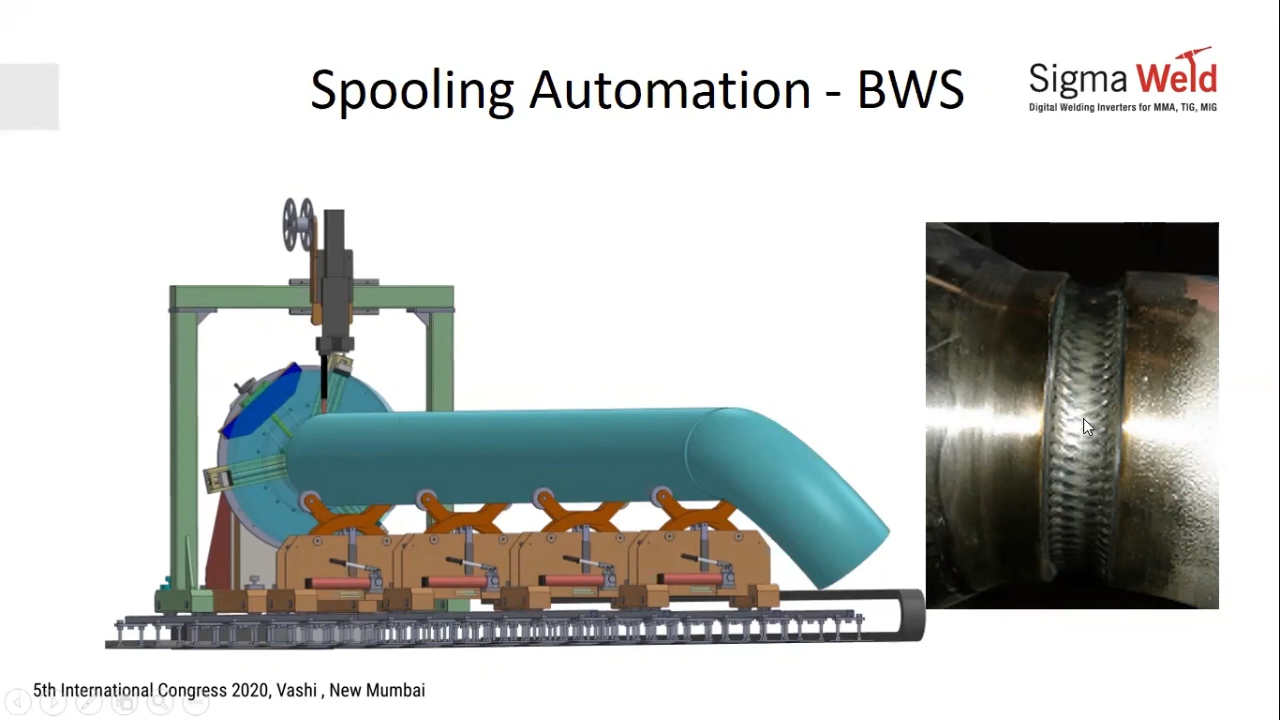 Spooling Automation - BWS
Sigma Weld
Digital Welding Inverters for MMA, TIG, MIG
5th International Congress 2020, Vashi , New Mumbai